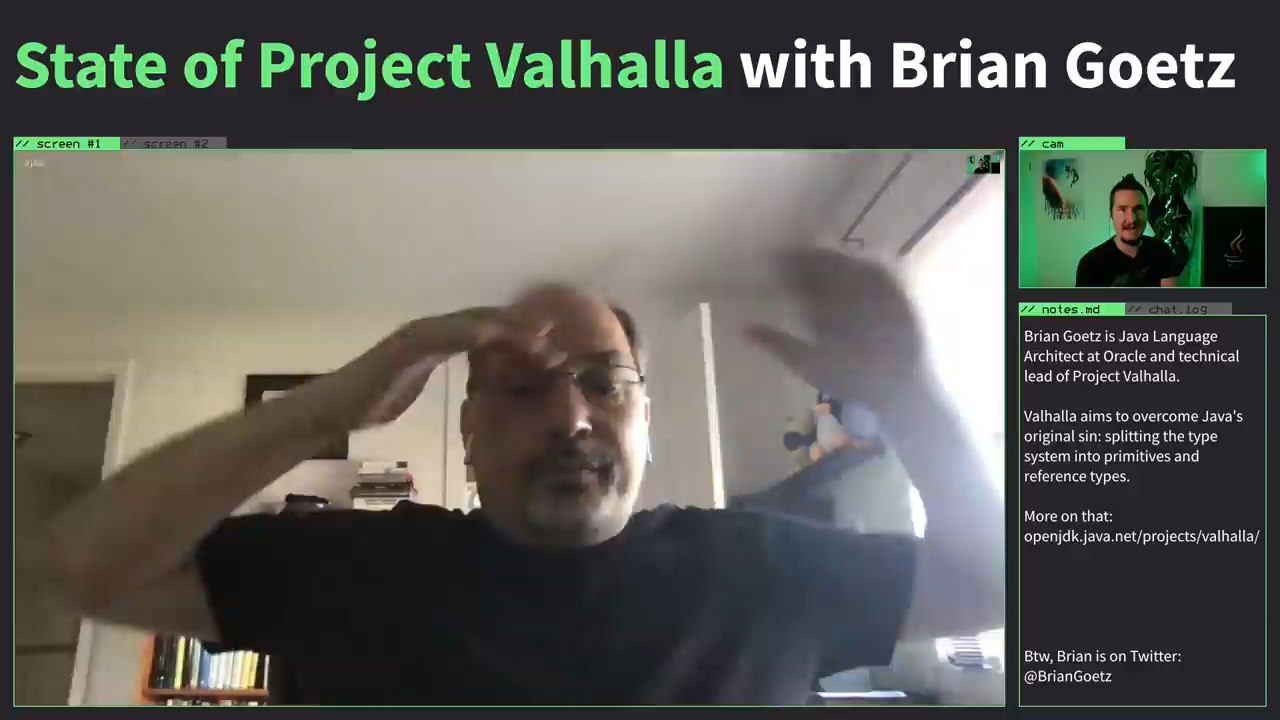 State of Project Valhalla with Brian Goetz
// screen #1
// screen #2
// cam
// notes.md
// chat.log
Brian Goetz is Java Language
Architect at Oracle and technical
lead of Project Valhalla.
Valhalla aims to overcome Java's
original sin: splitting the type
system into primitives and
reference types.
More on that:
openjdk.java.net/projects/valhalla/
Btw, Brian is on Twitter:
@BrianGoetz